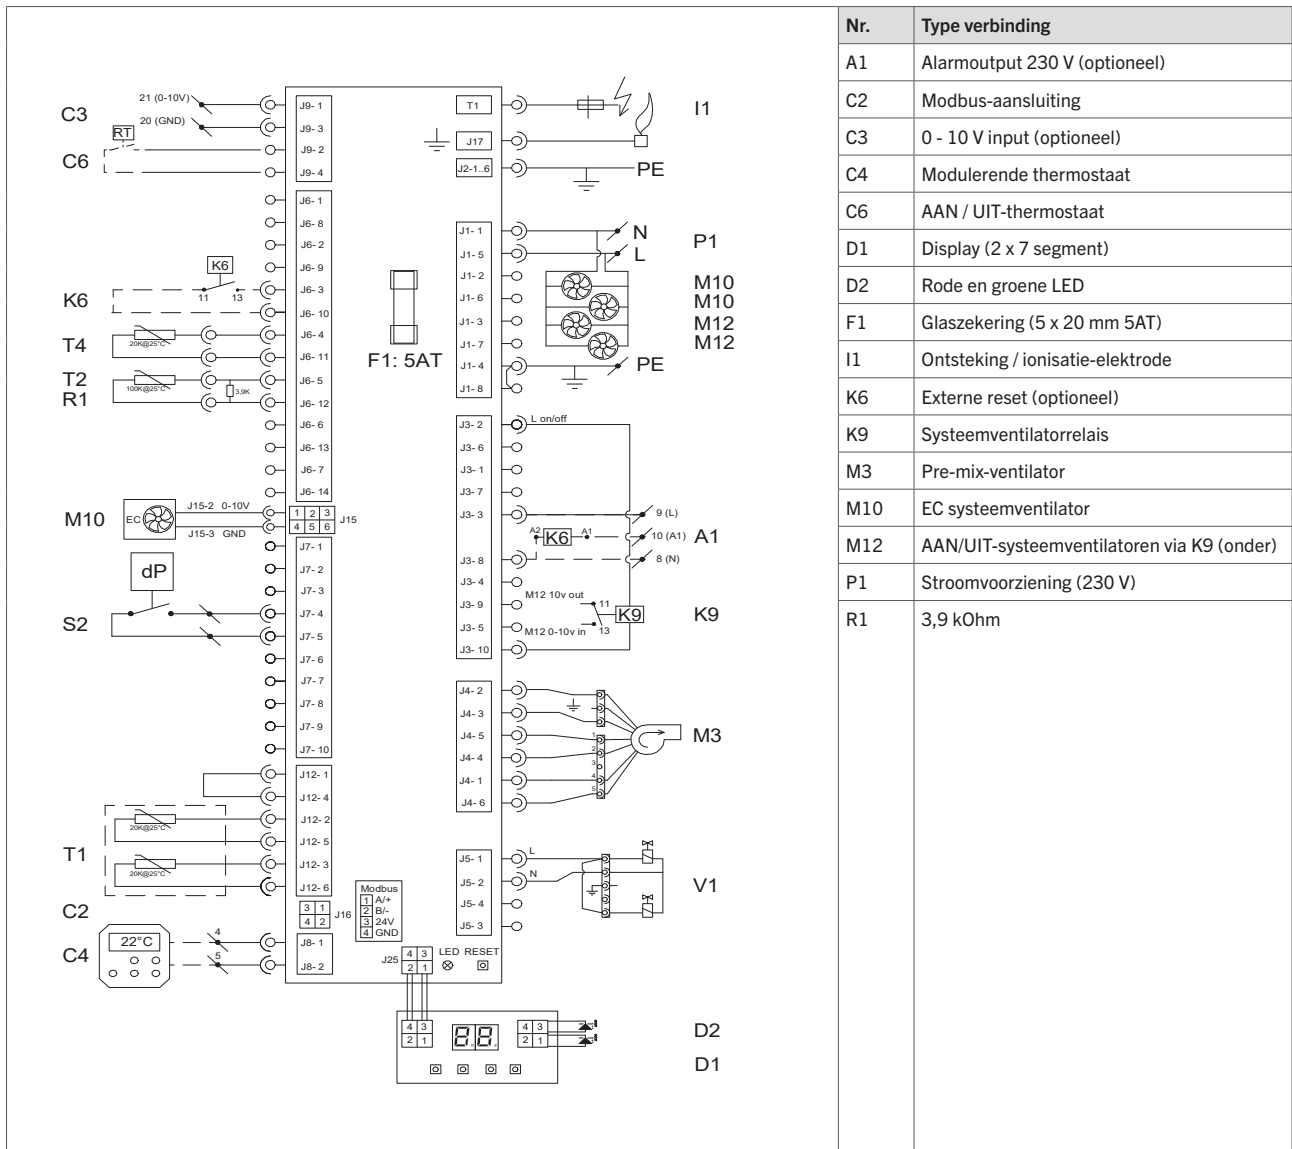 C3
21 (0-10V)
20 (GND)
RT
C6
J9- 1
J9- 3
J9- 2
J9- 4
J6- 1
J6- 8
J6- 2
J6- 9
J6- 3
J6- 10
J6- 4
J6- 11
J6- 5
J6- 12
J6- 6
J6- 13
J6- 7
J6- 14
K6
K6
11
13
T4
20K@25°C
T2
R1
100K@25°C
3,9K
M10
EC
J15-2 0-10V
J15-3 GND
1 2 3
4 5 6
J15
J7- 1
J7- 2
J7- 3
J7- 4
J7- 5
J7- 6
J7- 7
J7- 8
J7- 9
J7- 10
dP
S2
J12- 1
J12- 4
J12- 2
J12- 5
J12- 3
J12- 6
T1
20K@25°C
20K@25°C
C2
3 1
4 2
J16
Modbus
1 A/+
2 B/-
3 24V
4 GND
C4
22°C
4
5
J8- 1
J8- 2
J25
4 3
2 1
LED RESET
F1: 5AT
T1
J17
J2-1..6
I1
PE
J1- 1
J1- 5
J1- 2
J1- 6
J1- 3
J1- 7
J1- 4
J1- 8
N
L
P1
M10
M10
M12
M12
PE
J3- 2
J3- 6
J3- 1
J3- 7
J3- 3
J3- 8
J3- 4
J3- 9
J3- 5
J3- 10
L on/off
9 (L)
A2
K6
A1
10 (A1)
8 (N)
A1
M12 10v out
M12 0-10v in
11
13
K9
K9
J4- 2
J4- 3
J4- 5
J4- 4
J4- 1
J4- 6
1
2
3
4
5
M3
J5- 1
J5- 2
J5- 4
J5- 3
L
N
V1
4 3
2 1
88
4 3
2 1
D2
D1
Nr. Type verbinding
A1 Alarmoutput 230 V (optioneel)
C2 Modbus-aansluiting
C3 0 - 10 V input (optioneel)
C4 Modulerende thermostaat
C6 AAN / UIT-thermostaat
D1 Display (2 x 7 segment)
D2 Rode en groene LED
F1 Glaszekering (5 x 20 mm 5AT)
I1 Ontsteking / ionisatie-elektrode
K6 Externe reset (optioneel)
K9 Systeemventilatorrelais
M3 Pre-mix-ventilator
M10 EC systeemventilator
M12 AAN/UIT-systeemventilatoren via K9 (onder)
P1 Stroomvoorziening (230 V)
R1 3,9 kOhm